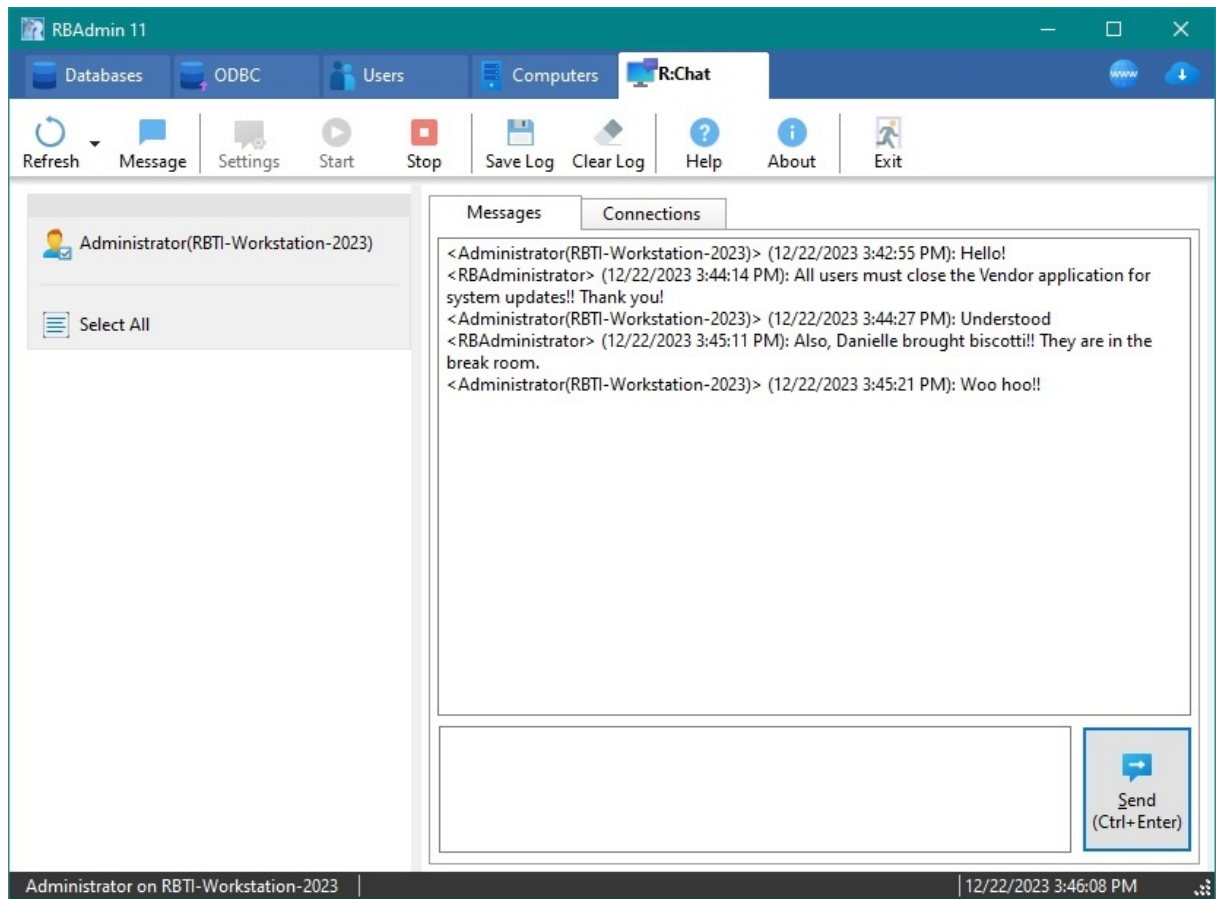 RBAdmin 11
Databases
ODBC
Users
Computers
R:Chat
www
Refresh
Message
Settings
Start
Stop
Save Log
Clear Log
Help
About
Exit
Administrator(RBTI-Workstation-2023)
Select All
Messages
Connections
<Administrator(RBTI-Workstation-2023)> (12/22/2023 3:42:55 PM): Hello!
<RBAdministrator> (12/22/2023 3:44:14 PM): All users must close the Vendor application for
system updates!! Thank you!
<Administrator(RBTI-Workstation-2023)> (12/22/2023 3:44:27 PM): Understood
<RBAdministrator> (12/22/2023 3:45:11 PM): Also, Danielle brought biscotti!! They are in the
break room.
<Administrator(RBTI-Workstation-2023)> (12/22/2023 3:45:21 PM): Woo hoo!!
Send
(Ctrl+Enter)
Administrator on RBTI-Workstation-2023
12/22/2023 3:46:08 PM